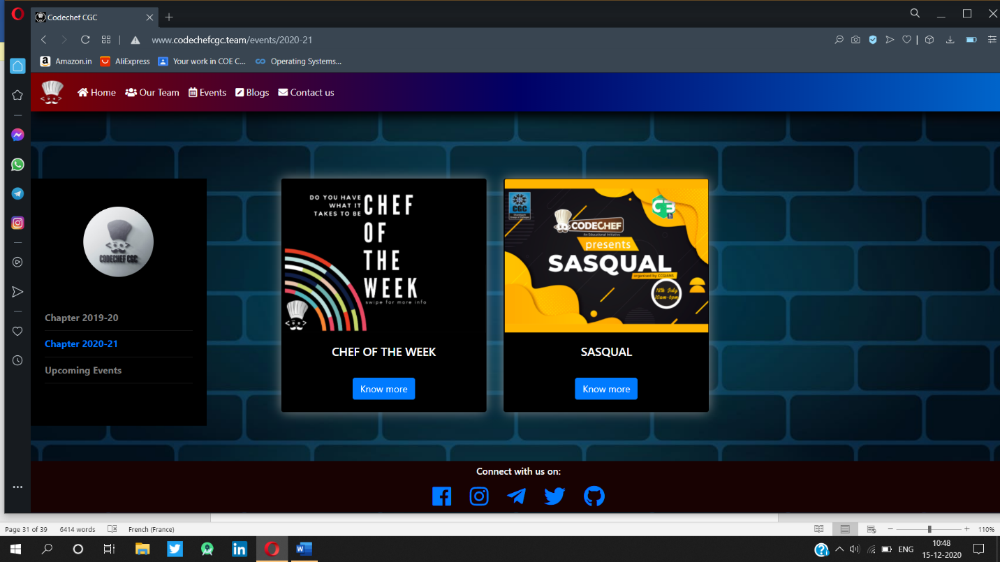 Codechef CGC
www.codechefcgc.team/events/2020-21
Amazon.in
AliExpress
Your work in COE C...
Operating Systems...
Home
Our Team
Events
Blogs
Contact us
CODECHEF CGC
Chapter 2019-20
Chapter 2020-21
Upcoming Events
DO YOU HAVE
WHAT IT
TAKES TO BE
CHEF
OF
THE
WEEK
swipe for more info
CHEF OF THE WEEK
Know more
CGC
CODECHEF
An Educational Initiative
presents
SASQUAL
organised by CCGIANS
18th July
10am-6pm
SASQUAL
Know more
Connect with us on:
Page 31 of 39
6414 words
French (France)
110%
ENG
10:48
15-12-2020